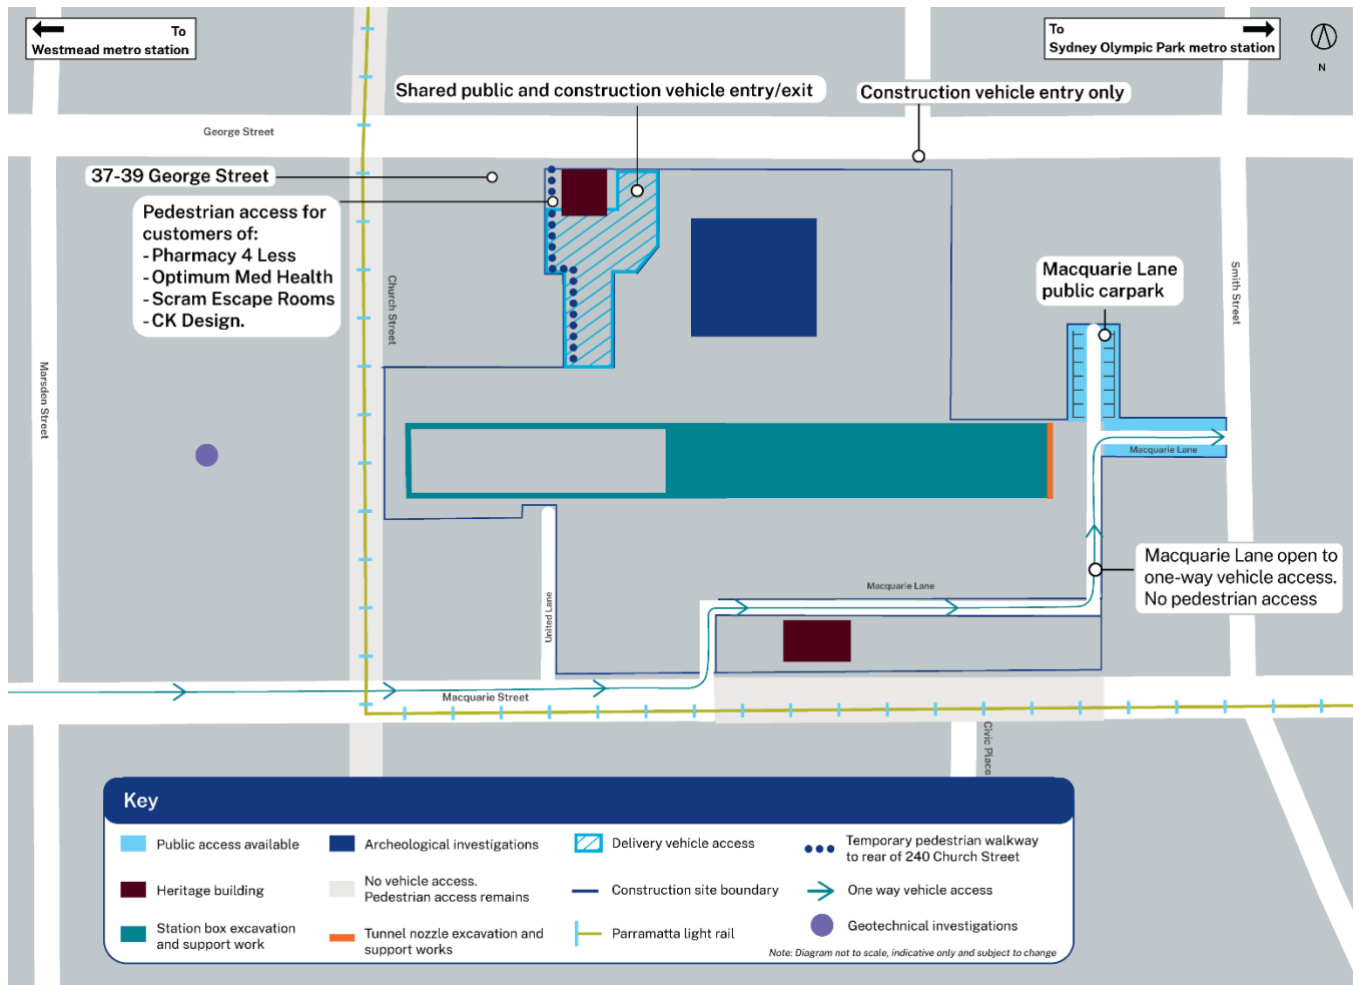 To
Westmead metro station
To
Sydney Olympic Park metro station
N
Shared public and construction vehicle entry/exit
Construction vehicle entry only
George Street
37-39 George Street
Pedestrian access for
customers of:
- Pharmacy 4 Less
- Optimum Med Health
- Scram Escape Rooms
- CK Design.
Church Street
Macquarie Lane
public carpark
Smith Street
Marsden Street
Macquarie Lane
Macquarie Lane open to
one-way vehicle access.
No pedestrian access
Macquarie Lane
United Lane
Macquarie Street
Civic Place
Key
Public access available
Archeological investigations
Delivery vehicle access
Temporary pedestrian walkway
to rear of 240 Church Street
Heritage building
No vehicle access.
Pedestrian access remains
Construction site boundary
One way vehicle access
Station box excavation
and support work
Tunnel nozzle excavation and
support works
Parramatta light rail
Geotechnical investigations
Note: Diagram not to scale, indicative only and subject to change